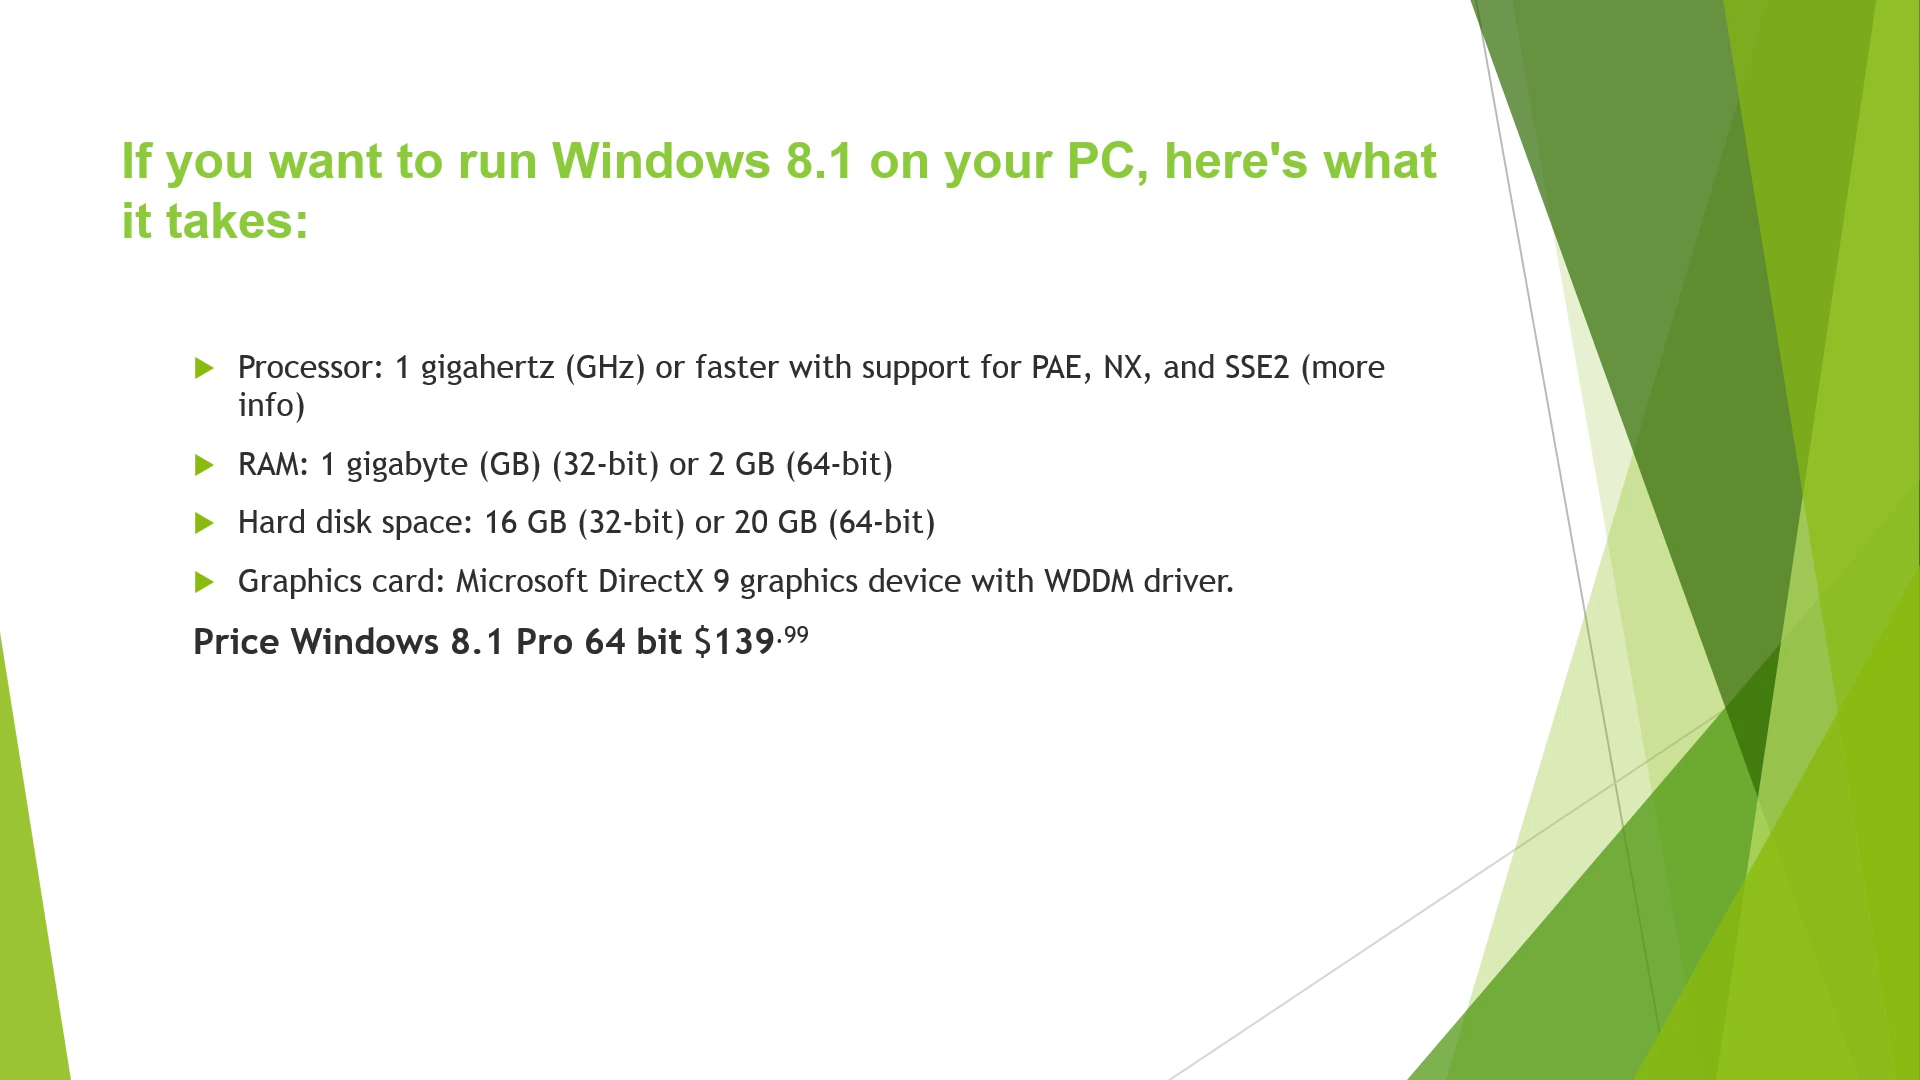 If you want to run Windows 8.1 on your PC, here's what
it takes:
Processor: 1 gigahertz (GHz) or faster with support for PAE, NX, and SSE2 (more
info)
RAM: 1 gigabyte (GB) (32-bit) or 2 GB (64-bit)
Hard disk space: 16 GB (32-bit) or 20 GB (64-bit)
Graphics card: Microsoft DirectX 9 graphics device with WDDM driver.
Price Windows 8.1 Pro 64 bit $139.99